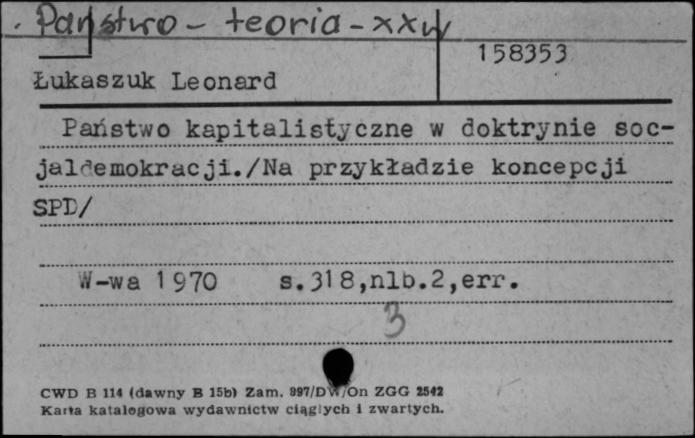 Państwo - teoria - XX w
158353
Łukaszuk Leonard
Państwo kapitalistyczne w doktrynie soc-
jaldemokracji./Na przykładzie koncepcji
SPD/
W-wa 1970 s.318,nlb.2,err.
3
CWD B 114 (dawny B 15b) Zam. 997/DW/On ZGG 2542
Karta katalogowa wydawnictw ciągłych i zwartych.